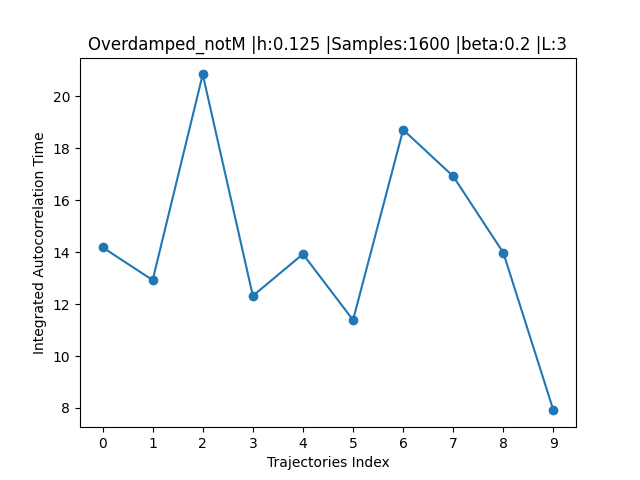 Overdamped_notM |h:0.125 |Samples:1600 |beta:0.2 |L:3
Integrated Autocorrelation Time
20
18
16
14
12
10
8
0 1 2 3 4 5 6 7 8 9
Trajectories Index